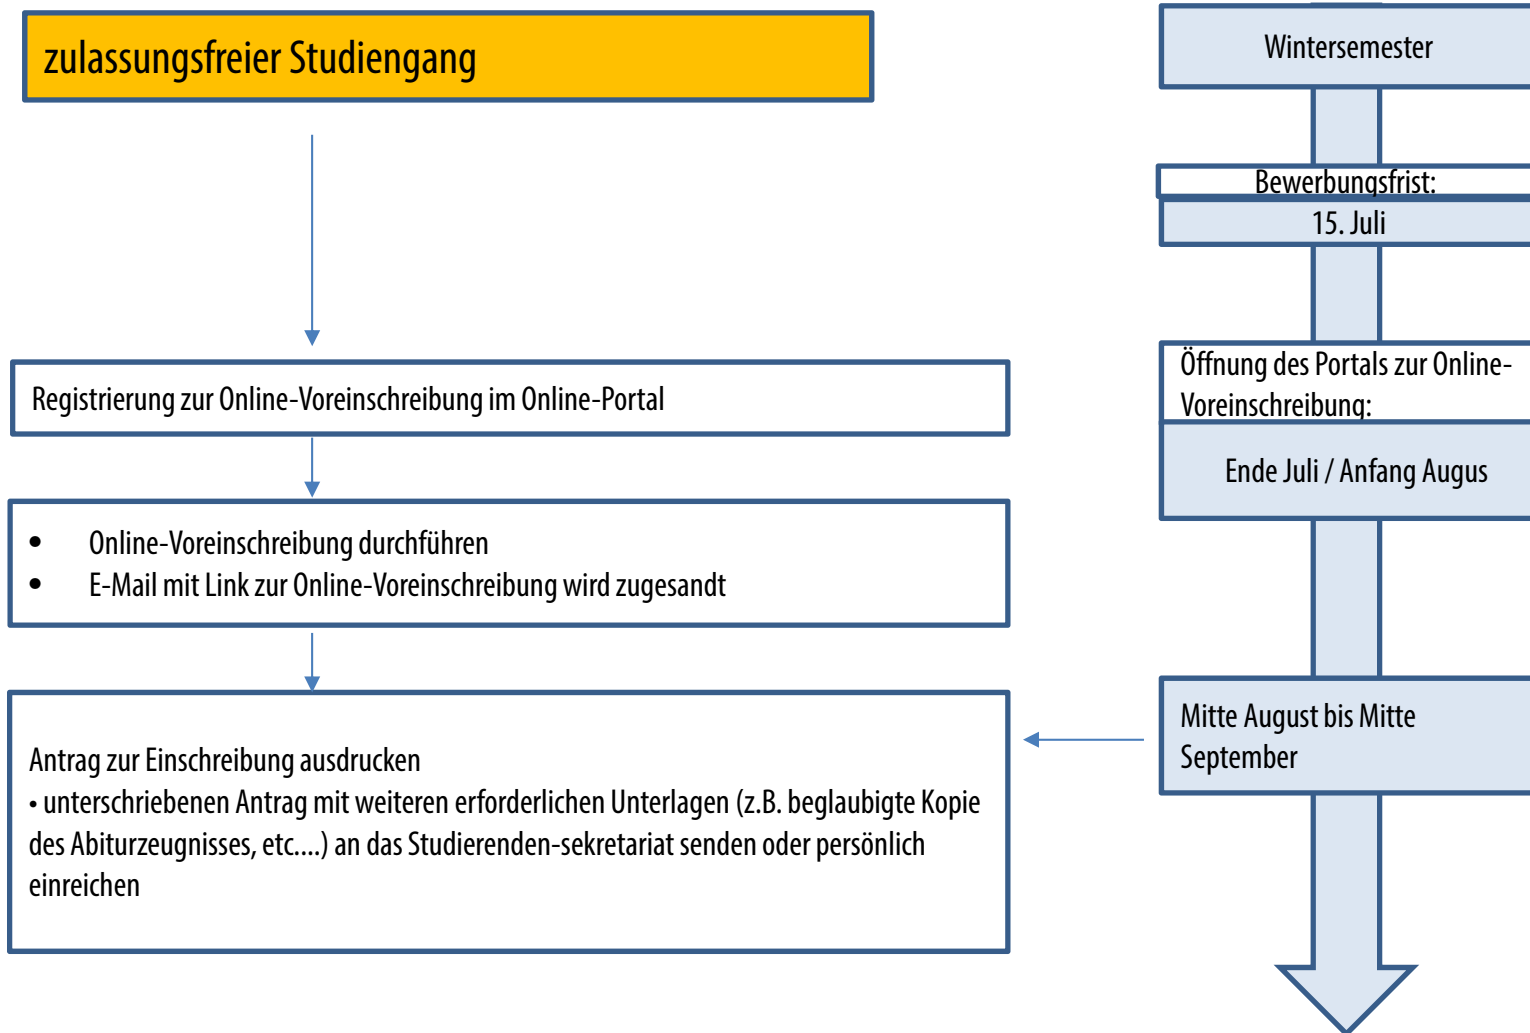 zulassungsfreier Studiengang
Registrierung zur Online-Voreinschreibung im Online-Portal
• Online-Voreinschreibung durchführen
• E-Mail mit Link zur Online-Voreinschreibung wird zugesandt
Antrag zur Einschreibung ausdrucken
• unterschriebenen Antrag mit weiteren erforderlichen Unterlagen (z.B. beglaubigte Kopie
des Abiturzeugnisses, etc....) an das Studierenden-sekretariat senden oder persönlich
einreichen
Wintersemester
Bewerbungsfrist:
15. Juli
Öffnung des Portals zur Online-
Voreinschreibung:
Ende Juli / Anfang Augus
Mitte August bis Mitte
September